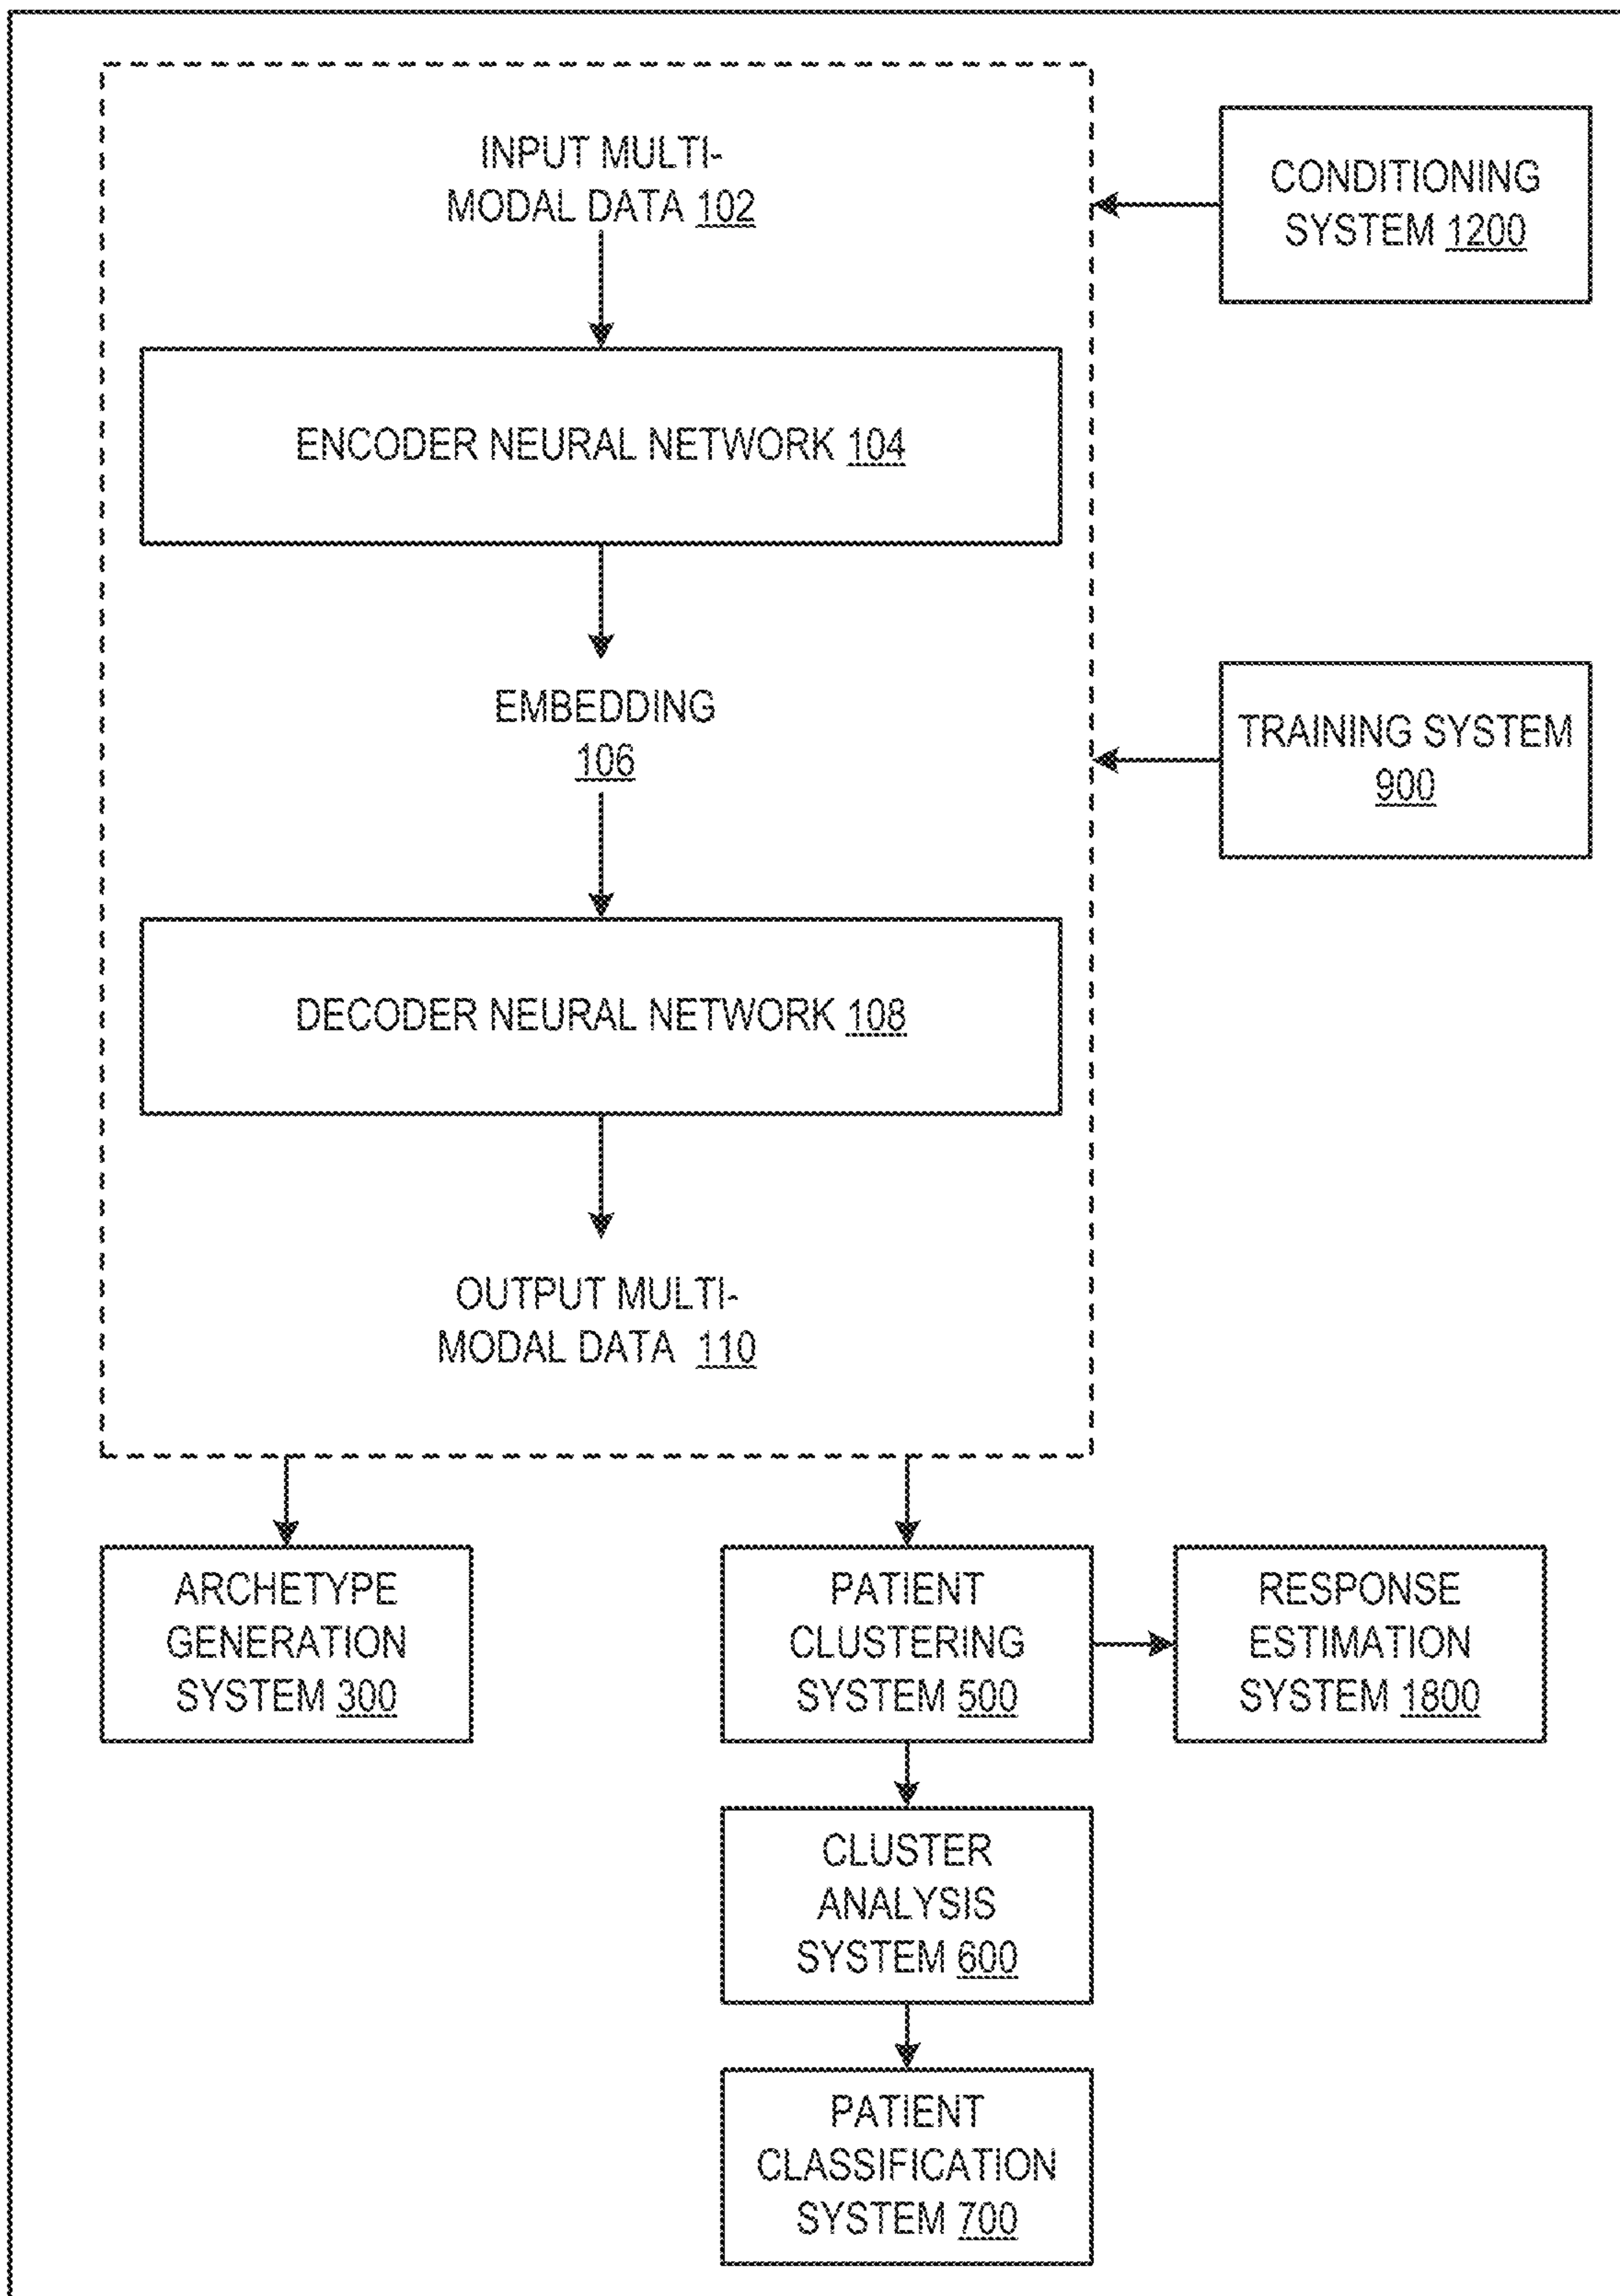 INPUT MULTI-
MODAL DATA 102
CONDITIONING
SYSTEM 1200
ENCODER NEURAL NETWORK 104
EMBEDDING
106
TRAINING SYSTEM
900
DECODER NEURAL NETWORK 108
OUTPUT MULTI-
MODAL DATA 110
ARCHETYPE
GENERATION
SYSTEM 300
PATIENT
CLUSTERING
SYSTEM 500
RESPONSE
ESTIMATION
SYSTEM 1800
CLUSTER
ANALYSIS
SYSTEM 600
PATIENT
CLASSIFICATION
SYSTEM 700